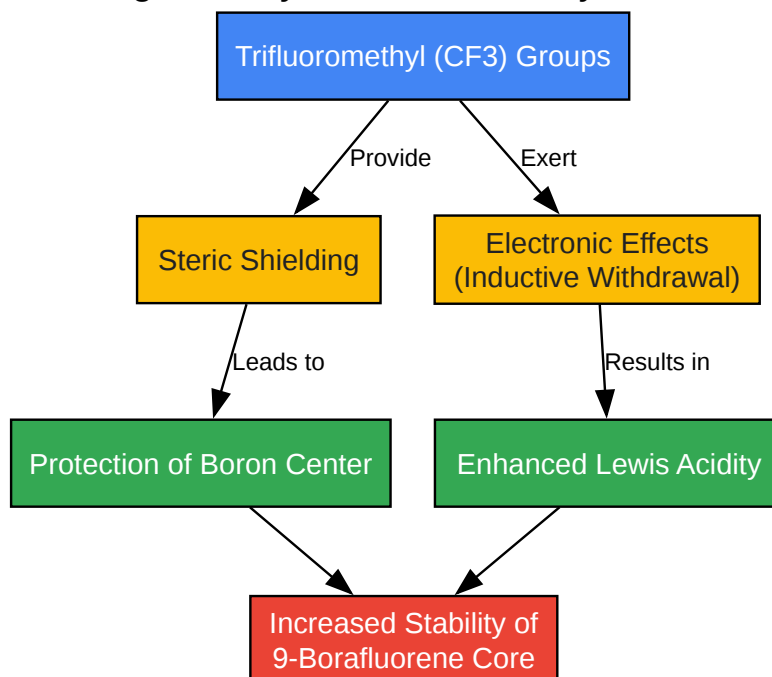 Trifluoromethyl (CF3) Groups
Provide
Exert
Steric Shielding
Electronic Effects
(Inductive Withdrawal)
Leads to
Results in
Protection of Boron Center
Enhanced Lewis Acidity
Increased Stability of
9-Borafluorene Core